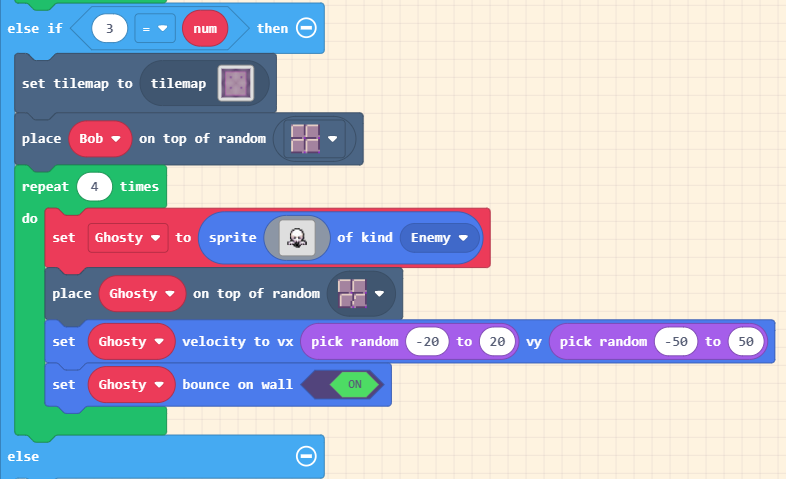 else if 3 = num then
set tilemap to tilemap
place Bob on top of random
repeat 4 times
do
set Ghosty to sprite of kind Enemy
place Ghosty on top of random
set Ghosty velocity to vx pick random -20 to 20 vy pick random -50 to 50
set Ghosty bounce on wall ON
else